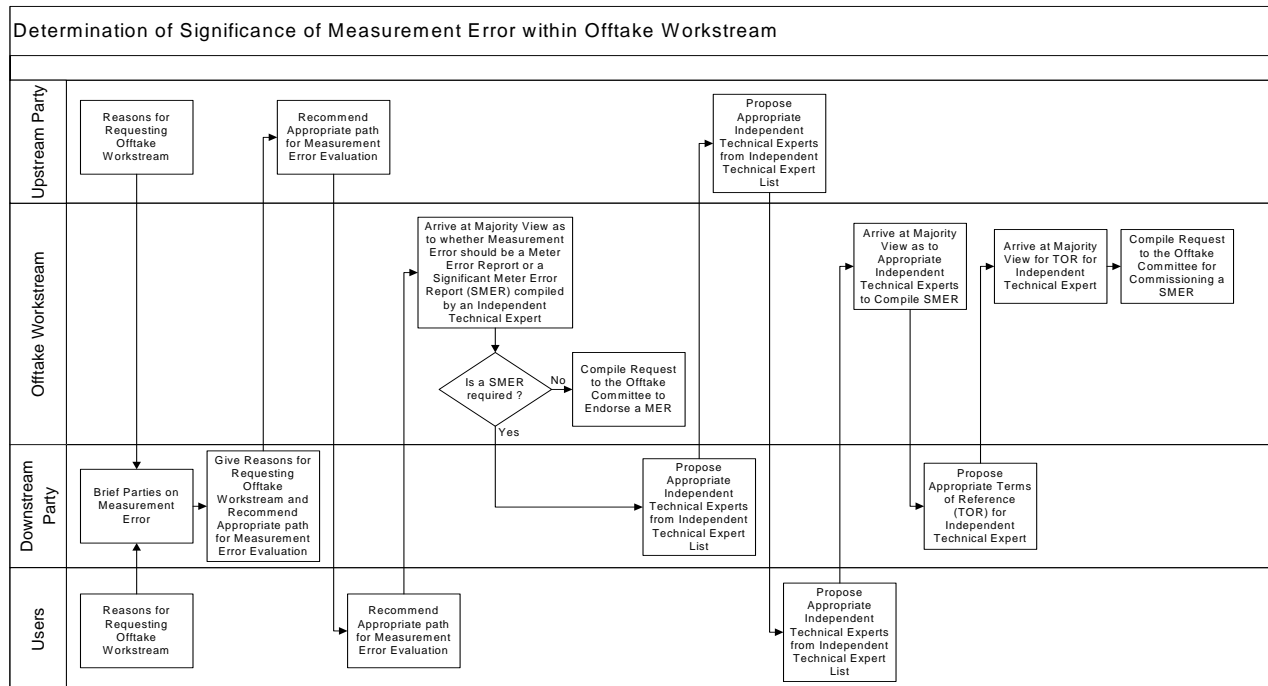 Determination of Significance of Measurement Error within Offtake Workstream
Upstream Party
Reasons for
Requesting
Offtake
Workstream
Recommend
Appropriate path
for Measurement
Error Evaluation
Propose
Appropriate
Independent
Technical Experts
from Independent
Technical Expert
List
Offtake Workstream
Arrive at Majority View as
to whether Measurement
Error should be a Meter
Error Reprort or a
Significant Meter Error
Report (SMER) compiled
by an Independent
Technical Expert
Is a SMER
required ?
No
Yes
Compile Request
to the Offtake
Committee to
Endorse a MER
Arrive at Majority
View as to
Appropriate
Independent
Technical Experts
to Compile SMER
Arrive at Majority
View for TOR for
Independent
Technical Expert
Compile Request
to the Offtake
Committee for
Commissioning a
SMER
Downstream
Party
Brief Parties on
Measurement
Error
Give Reasons for
Requesting
Offtake
Workstream and
Recommend
Appropriate path
for Measurement
Error Evaluation
Propose
Appropriate
Independent
Technical Experts
from Independent
Technical Expert
List
Propose
Appropriate Terms
of Reference
(TOR) for
Independent
Technical Expert
Users
Reasons for
Requesting
Offtake
Workstream
Recommend
Appropriate path
for Measurement
Error Evaluation
Propose
Appropriate
Independent
Technical Experts
from Independent
Technical Expert
List